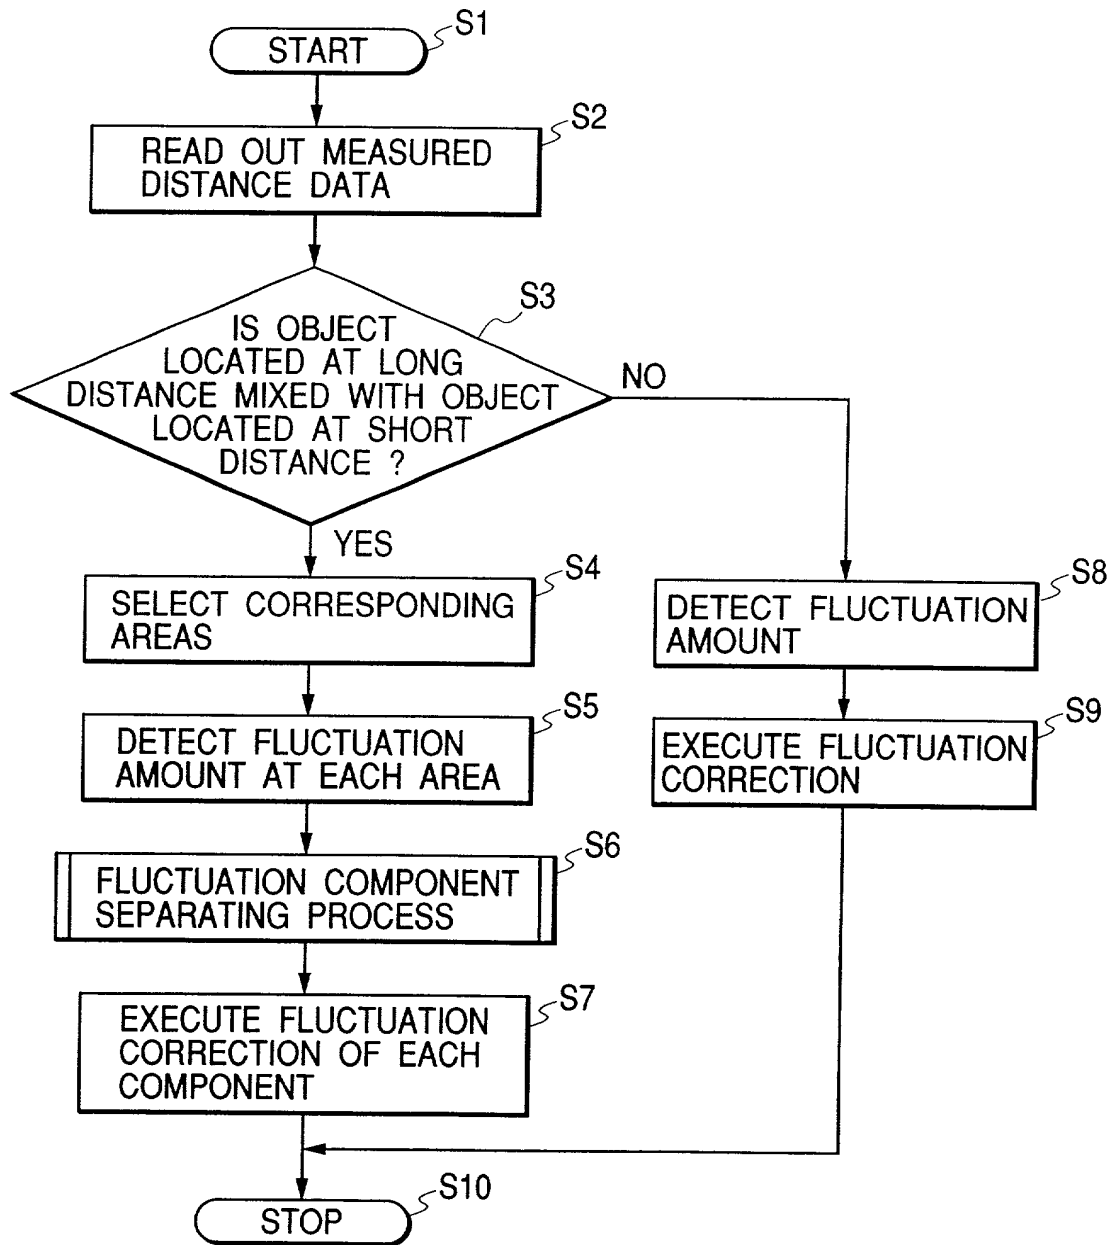 S1
START
S2
READ OUT MEASURED
DISTANCE DATA
S3
IS OBJECT
LOCATED AT LONG
DISTANCE MIXED WITH OBJECT
LOCATED AT SHORT
DISTANCE ?
NO
YES
S4
SELECT CORRESPONDING
AREAS
S5
DETECT FLUCTUATION
AMOUNT AT EACH AREA
S6
FLUCTUATION COMPONENT
SEPARATING PROCESS
S7
EXECUTE FLUCTUATION
CORRECTION OF EACH
COMPONENT
S8
DETECT FLUCTUATION
AMOUNT
S9
EXECUTE FLUCTUATION
CORRECTION
S10
STOP